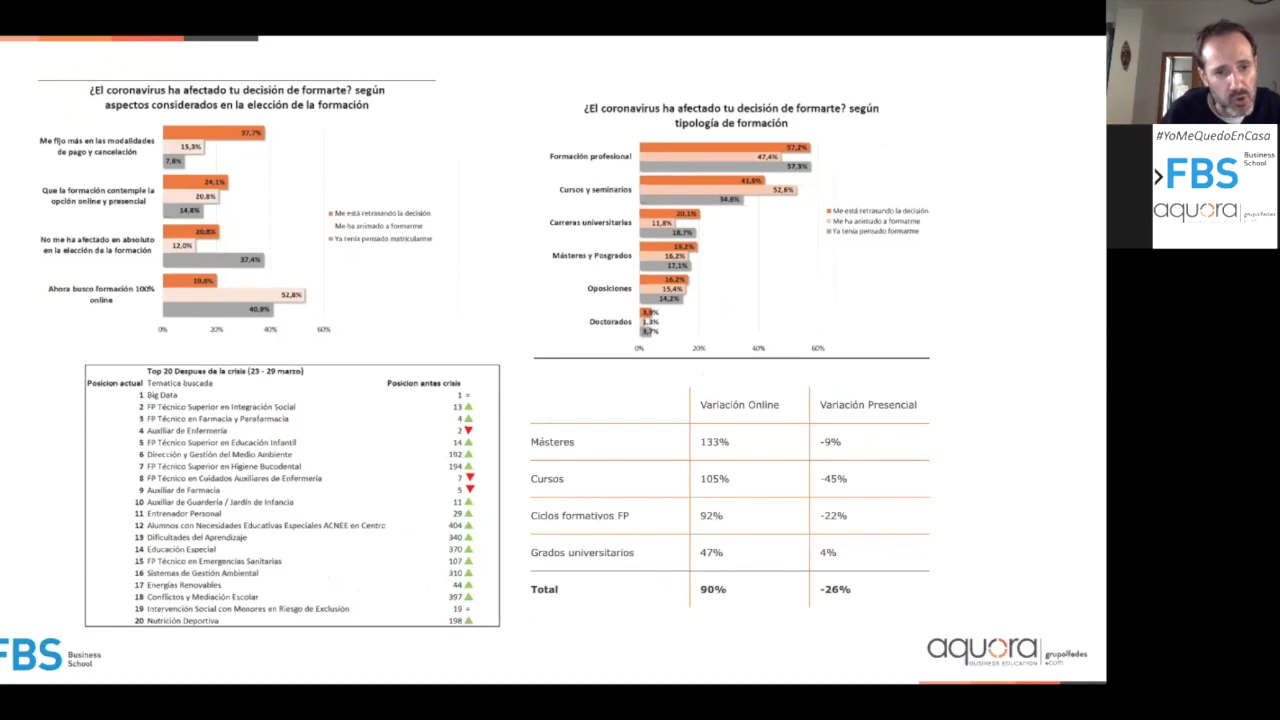 ¿El coronavirus ha afectado tu decisión de formarte? según
aspectos considerados en la elección de la formación
Me fijo más en las modalidades
de pago y cancelación
37,7%
15,3%
7,8%
Que la formación contemple la
opción online y presencial
24,1%
20,8%
14,8%
No me ha afectado en absoluto
en la elección de la formación
20,8%
12,0%
37,4%
Ahora busco formación 100%
online
19,8%
52,8%
40,9%
0% 20% 40% 60%
Me está retrasando la decisión
Me ha animado a formarme
Ya tenía pensado matricularme
¿El coronavirus ha afectado tu decisión de formarte? según
tipología de formación
Formación profesional
57,2%
47,4%
57,3%
Cursos y seminarios
41,8%
52,6%
34,8%
Carreras universitarias
20,1%
11,8%
18,7%
Másteres y Posgrados
19,2%
16,2%
17,1%
Oposiciones
16,2%
15,4%
14,2%
Doctorados
3,9%
1,3%
3,7%
0% 20% 40% 60%
Me está retrasando la decisión
Me ha animado a formarme
Ya tenía pensado formarme
Top 20 Despues de la crisis (23 - 29 marzo)
Posicion actual Tematica buscada Posicion antes crisis
1 Big Data 1 =
2 FP Técnico Superior en Integración Social 13
3 FP Técnico en Farmacia y Parafarmacia 4
4 Auxiliar de Enfermería 2
5 FP Técnico Superior en Educación Infantil 14
6 Dirección y Gestión del Medio Ambiente 192
7 FP Técnico Superior en Higiene Bucodental 194
8 FP Técnico en Cuidados Auxiliares de Enfermería 7
9 Auxiliar de Farmacia 5
10 Auxiliar de Guardería / Jardín de Infancia 11
11 Entrenador Personal 29
12 Alumnos con Necesidades Educativas Especiales ACNEE en Centro 404
13 Dificultades del Aprendizaje 340
14 Educación Especial 370
15 FP Técnico en Emergencias Sanitarias 107
16 Sistemas de Gestión Ambiental 310
17 Energías Renovables 44
18 Conflictos y Mediación Escolar 397
19 Intervención Social con Menores en Riesgo de Exclusión 19 =
20 Nutrición Deportiva 198
Variación Online Variación Presencial
Másteres 133% -9%
Cursos 105% -45%
Ciclos formativos FP 92% -22%
Grados universitarios 47% 4%
Total 90% -26%
FBS Business
School
aquora grupoifedes
BUSINESS EDUCATION .com
#YoMeQuedoEnCasa
FBS Business
School
aquora grupoifedes